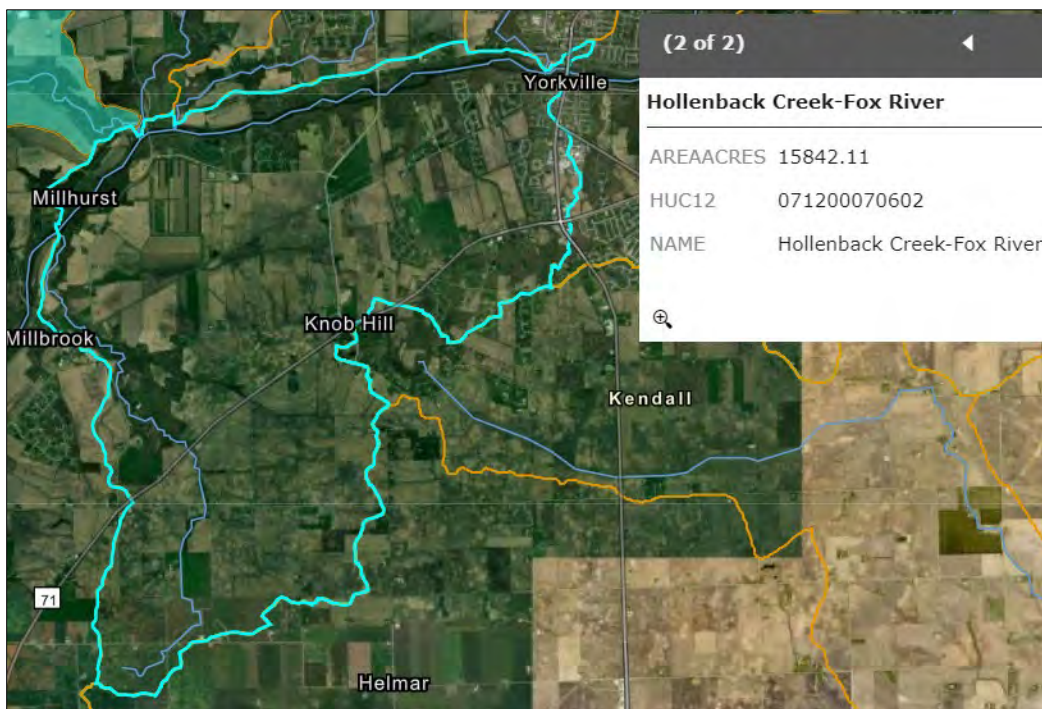 (2 of 2)
Hollenback Creek-Fox River
AREAACRES 15842.11
HUC12 071200070602
NAME Hollenback Creek-Fox River
Yorkville
Millhurst
Knob Hill
Millbrook
Kendall
71
Helmar